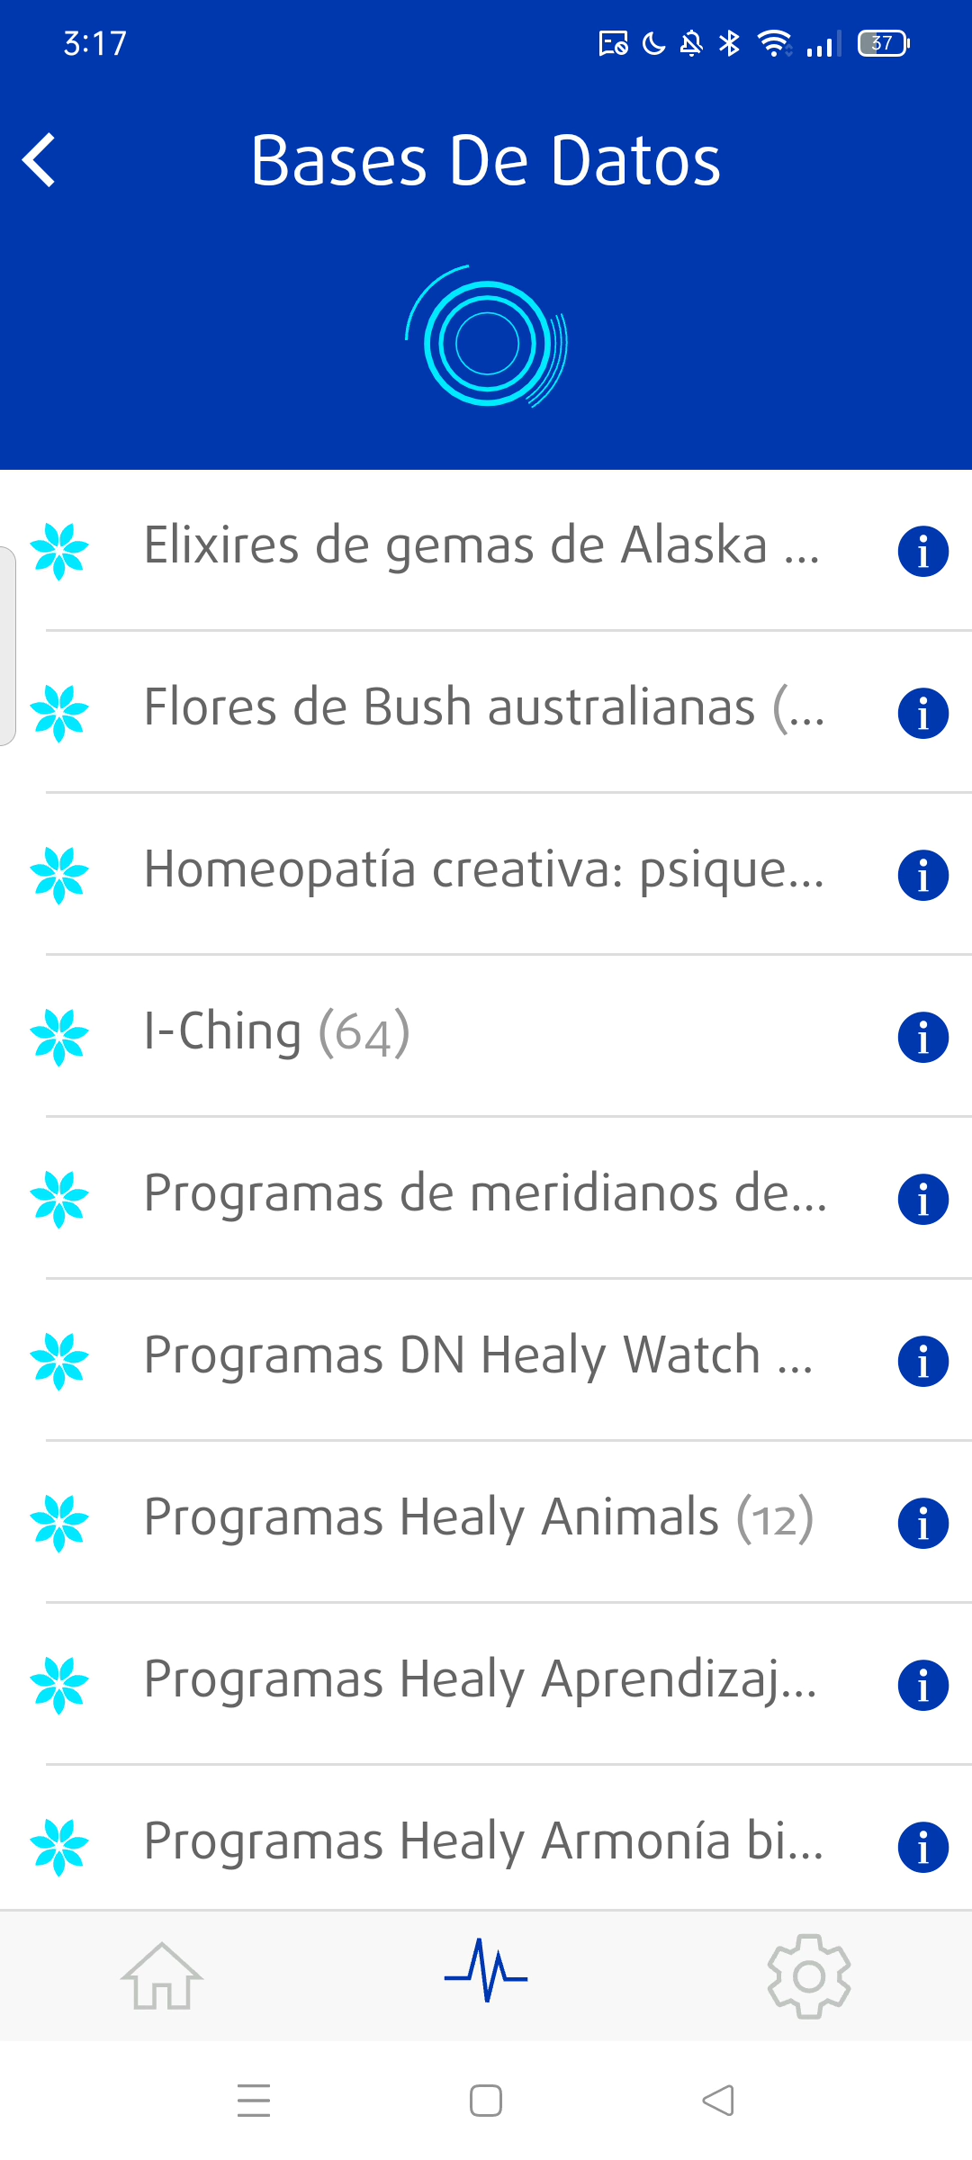 3:17
37
Bases De Datos
Elixires de gemas de Alaska ...
i
Flores de Bush australianas (...
i
Homeopatía creativa: psique...
i
I-Ching (64)
i
Programas de meridianos de...
i
Programas DN Healy Watch ...
i
Programas Healy Animals (12)
i
Programas Healy Aprendizaj...
i
Programas Healy Armonía bi...
i